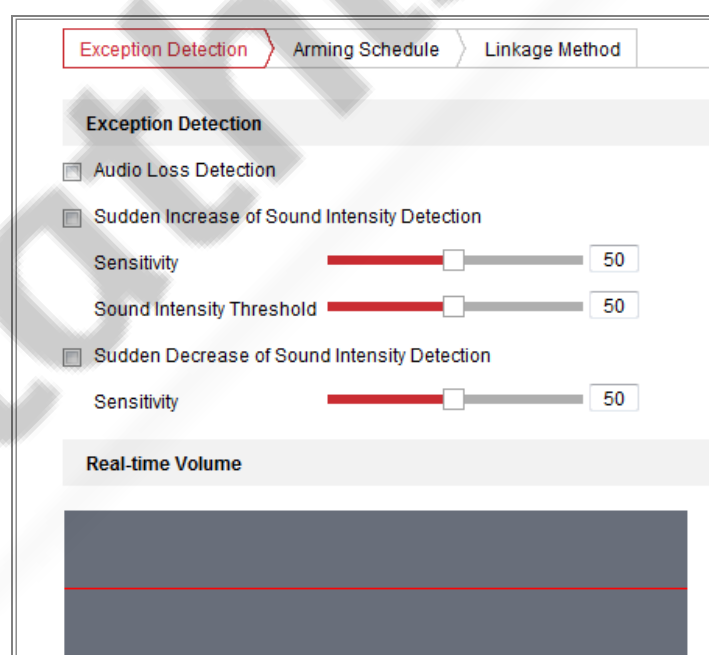 Exception Detection Arming Schedule Linkage Method
Exception Detection
Audio Loss Detection
Sudden Increase of Sound Intensity Detection
Sensitivity 50
Sound Intensity Threshold 50
Sudden Decrease of Sound Intensity Detection
Sensitivity 50
Real-time Volume